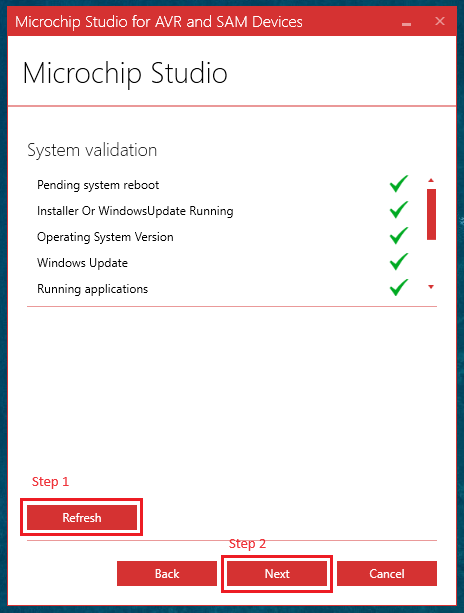 Microchip Studio for AVR and SAM Devices
Microchip Studio
System validation
Pending system reboot
Installer Or WindowsUpdate Running
Operating System Version
Windows Update
Running applications
Step 1
Refresh
Step 2
Back
Next
Cancel